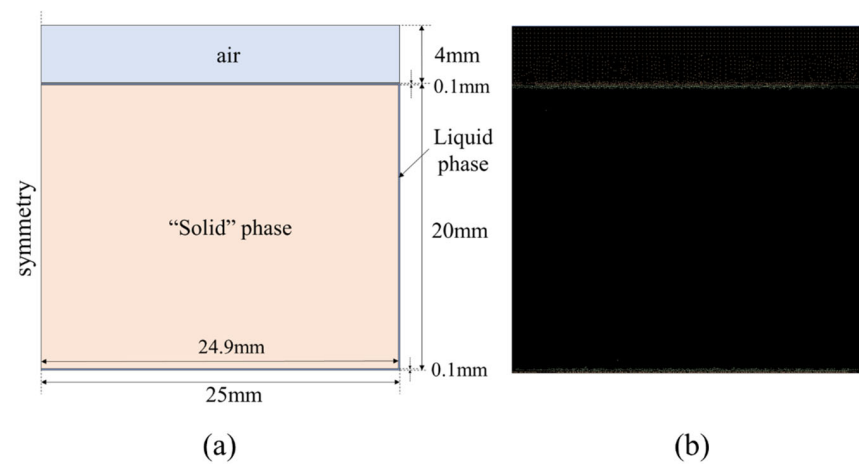 air
4mm
0.1mm
Liquid
phase
symmetry
“Solid” phase
20mm
24.9mm
0.1mm
25mm
(a)
(b)